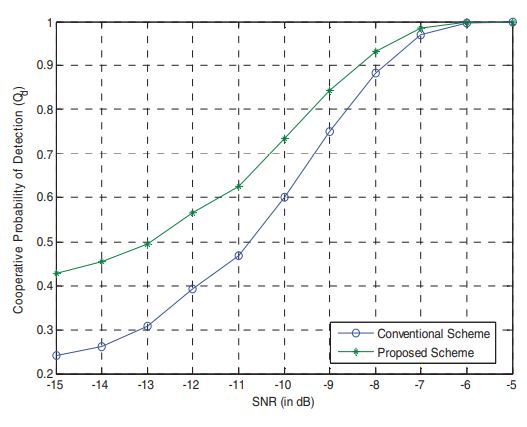 1
0.9
0.8
0.7
0.6
0.5
0.4
0.3
0.2
Cooperative Probability of Detection (Qd)
-15 -14 -13 -12 -11 -10 -9 -8 -7 -6 -5
SNR (in dB)
Conventional Scheme
Proposed Scheme